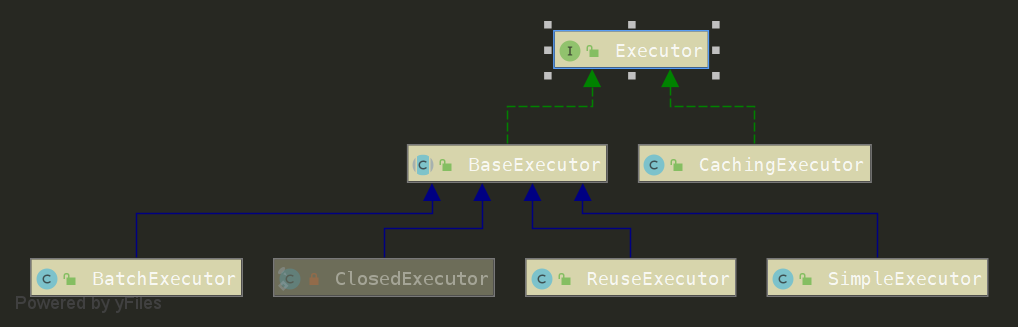 I Executor
C BaseExecutor
C CachingExecutor
C BatchExecutor
C ClosedExecutor
C ReuseExecutor
C SimpleExecutor
Powered by yFiles